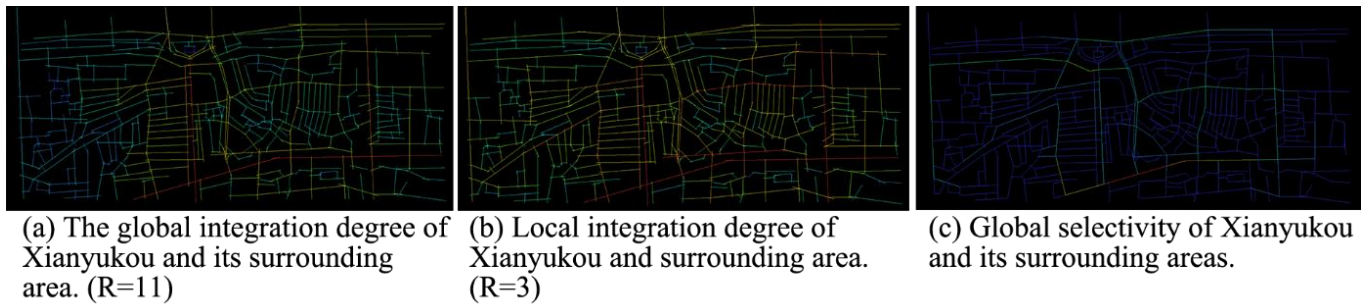 (a) The global integration degree of
Xianyukou and its surrounding
area. (R=11)
(b) Local integration degree of
Xianyukou and surrounding area.
(R=3)
(c) Global selectivity of Xianyukou
and its surrounding areas.